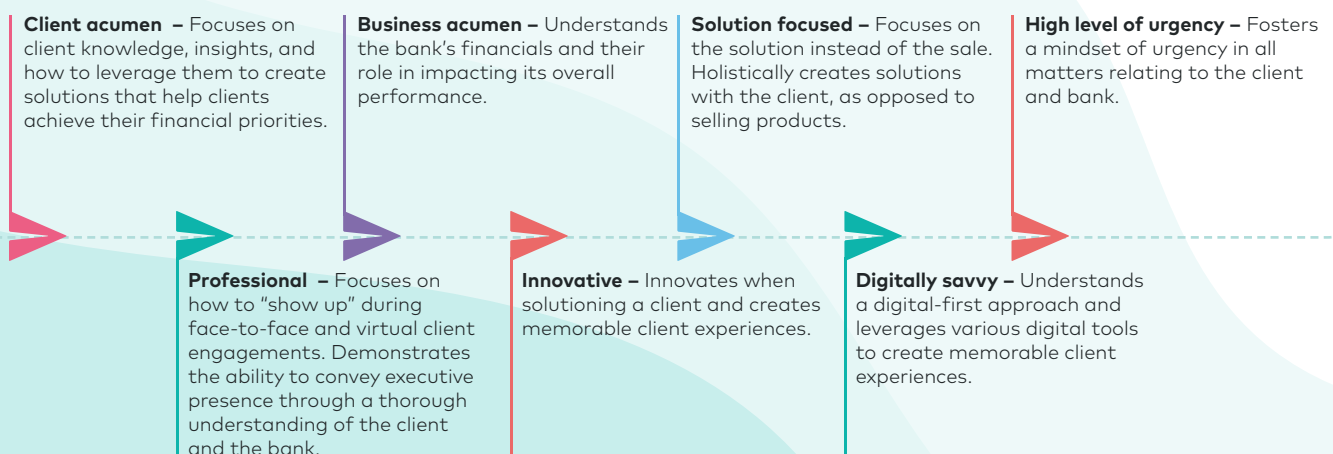 Client acumen – Focuses on
client knowledge, insights, and
how to leverage them to create
solutions that help clients
achieve their financial priorities.
Business acumen – Understands
the bank's financials and their
role in impacting its overall
performance.
Solution focused – Focuses on
the solution instead of the sale.
Holistically creates solutions
with the client, as opposed to
selling products.
High level of urgency – Fosters
a mindset of urgency in all
matters relating to the client
and bank.
Professional – Focuses on
how to “show up” during
face-to-face and virtual client
engagements. Demonstrates
the ability to convey executive
presence through a thorough
understanding of the client
and the bank.
Innovative – Innovates when
solutioning a client and creates
memorable client experiences.
Digitally savvy – Understands
a digital-first approach and
leverages various digital tools
to create memorable client
experiences.